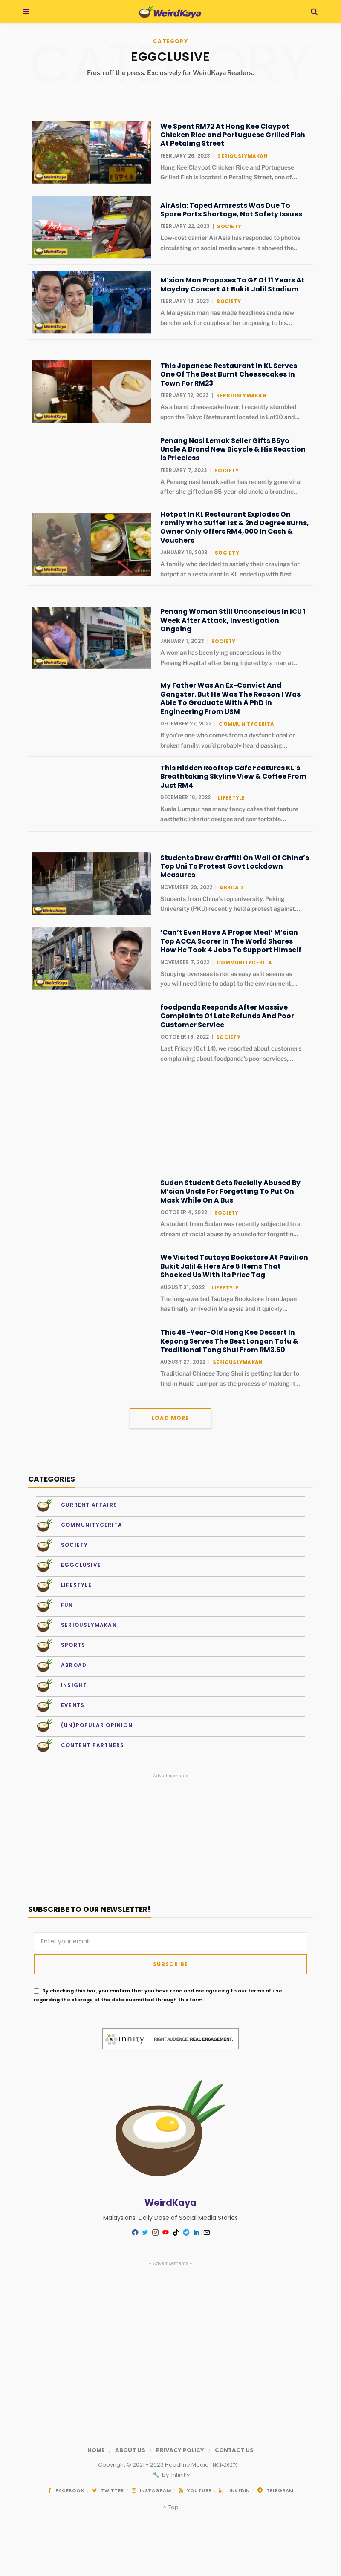 WeirdKaya
CATEGORY
EGGCLUSIVE
Fresh off the press. Exclusively for WeirdKaya Readers.
We Spent RM72 At Hong Kee Claypot
Chicken Rice and Portuguese Grilled Fish
At Petaling Street
FEBRUARY 26, 2023 | SERIOUSLYMAKAN
Hong Kee Claypot Chicken Rice and Portuguese
Grilled Fish is located in Petaling Street, one of...
AirAsia: Taped Armrests Was Due To
Spare Parts Shortage, Not Safety Issues
FEBRUARY 22, 2023 | SOCIETY
Low-cost carrier AirAsia has responded to photos
circulating on social media where it showed the...
M'sian Man Proposes To GF Of 11 Years At
Mayday Concert At Bukit Jalil Stadium
FEBRUARY 13, 2023 | SOCIETY
A Malaysian man has made headlines and a new
benchmark for couples after proposing to his...
This Japanese Restaurant In KL Serves
One Of The Best Burnt Cheesecakes In
Town For RM23
FEBRUARY 12, 2023 | SERIOUSLYMAKAN
As a burnt cheesecake lover, I recently stumbled
upon the Tokyo Restaurant located in Lot10 and...
Penang Nasi Lemak Seller Gifts 85yo
Uncle A Brand New Bicycle & His Reaction
Is Priceless
FEBRUARY 7, 2023 | SOCIETY
A Penang nasi lemak seller has recently gone viral
after she gifted an 85-year-old uncle a brand ne...
Hotpot In KL Restaurant Explodes On
Family Who Suffer 1st & 2nd Degree Burns,
Owner Only Offers RM4,000 In Cash &
Vouchers
JANUARY 10, 2023 | SOCIETY
A family who decided to satisfy their cravings for
hotpot at a restaurant in KL ended up with first...
Penang Woman Still Unconscious In ICU 1
Week After Attack, Investigation
Ongoing
JANUARY 1, 2023 | SOCIETY
A woman has been lying unconscious in the
Penang Hospital after being injured by a man at...
My Father Was An Ex-Convict And
Gangster. But He Was The Reason I Was
Able To Graduate With A PhD In
Engineering From USM
DECEMBER 27, 2022 | COMMUNITYCERITA
If you're one who comes from a dysfunctional or
broken family, you'd probably heard passing...
This Hidden Rooftop Cafe Features KL's
Breathtaking Skyline View & Coffee From
Just RM4
DECEMBER 18, 2022 | LIFESTYLE
Kuala Lumpur has many fancy cafes that feature
aesthetic interior designs and comfortable...
Students Draw Graffiti On Wall Of China's
Top Uni To Protest Govt Lockdown
Measures
NOVEMBER 29, 2022 | ABROAD
Students from China's top university, Peking
University (PKU) recently held a protest against...
'Can't Even Have A Proper Meal' M'sian
Top ACCA Scorer In The World Shares
How He Took 4 Jobs To Support Himself
NOVEMBER 7, 2022 | COMMUNITYCERITA
Studying overseas is not as easy as it seems as
you will need time to adapt to the environment,...
foodpanda Responds After Massive
Complaints Of Late Refunds And Poor
Customer Service
OCTOBER 18, 2022 | SOCIETY
Last Friday (Oct 14), we reported about customers
complaining about foodpanda's poor services,...
Sudan Student Gets Racially Abused By
M'sian Uncle For Forgetting To Put On
Mask While On A Bus
OCTOBER 4, 2022 | SOCIETY
A student from Sudan was recently subjected to a
stream of racial abuse by an uncle for forgettin...
We Visited Tsutaya Bookstore At Pavilion
Bukit Jalil & Here Are 8 Items That
Shocked Us With Its Price Tag
AUGUST 31, 2022 | LIFESTYLE
The long-awaited Tsutaya Bookstore from Japan
has finally arrived in Malaysia and it quickly...
This 48-Year-Old Hong Kee Dessert In
Kepong Serves The Best Longan Tofu &
Traditional Tong Shui From RM3.50
AUGUST 27, 2022 | SERIOUSLYMAKAN
Traditional Chinese Tong Shui is getting harder to
find in Kuala Lumpur as the process of making it ...
LOAD MORE
CATEGORIES
CURRENT AFFAIRS
COMMUNITYCERITA
SOCIETY
EGGCLUSIVE
LIFESTYLE
FUN
SERIOUSLYMAKAN
SPORTS
ABROAD
INSIGHT
EVENTS
(UN)POPULAR OPINION
CONTENT PARTNERS
- Advertisements -
SUBSCRIBE TO OUR NEWSLETTER!
Enter your email
SUBSCRIBE
By checking this box, you confirm that you have read and are agreeing to our terms of use
regarding the storage of the data submitted through this form.
innity RIGHT AUDIENCE. REAL ENGAGEMENT.
WeirdKaya
Malaysians' Daily Dose of Social Media Stories
- Advertisements -
HOME | ABOUT US | PRIVACY POLICY | CONTACT US
Copyright © 2021 - 2023 Headline Media
by Infinitly
FACEBOOK TWITTER INSTAGRAM YOUTUBE LINKEDIN TELEGRAM
Top